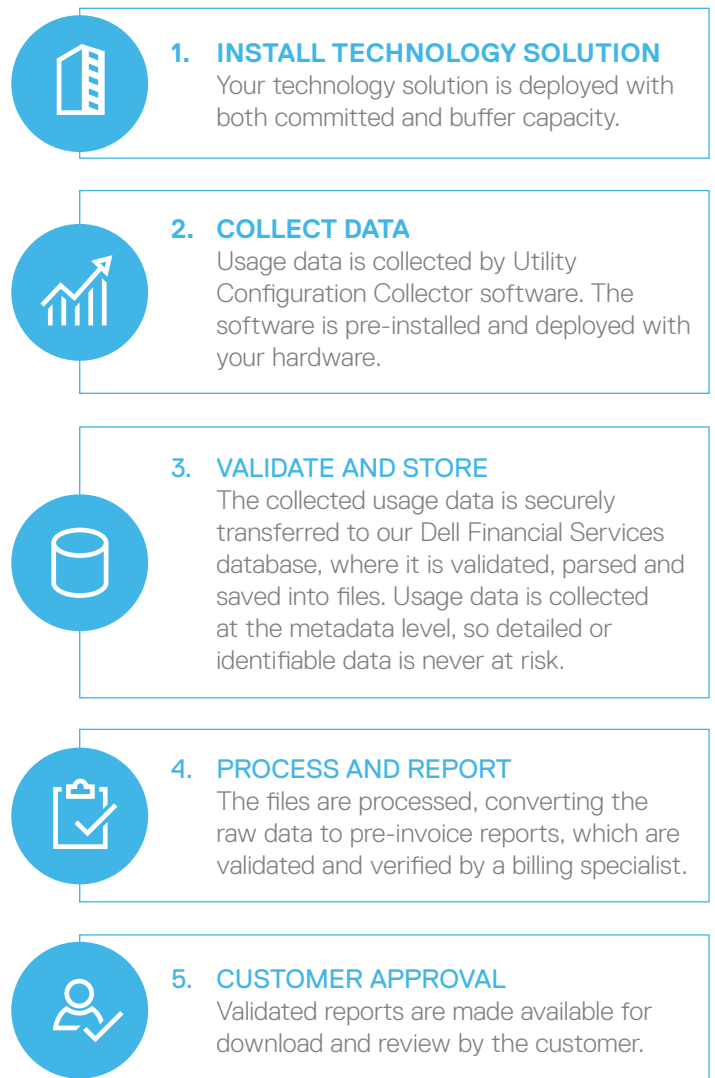 1. INSTALL TECHNOLOGY SOLUTION
Your technology solution is deployed with
both committed and buffer capacity.
2. COLLECT DATA
Usage data is collected by Utility
Configuration Collector software. The
software is pre-installed and deployed with
your hardware.
3. VALIDATE AND STORE
The collected usage data is securely
transferred to our Dell Financial Services
database, where it is validated, parsed and
saved into files. Usage data is collected
at the metadata level, so detailed or
identifiable data is never at risk.
4. PROCESS AND REPORT
The files are processed, converting the
raw data to pre-invoice reports, which are
validated and verified by a billing specialist.
5. CUSTOMER APPROVAL
Validated reports are made available for
download and review by the customer.